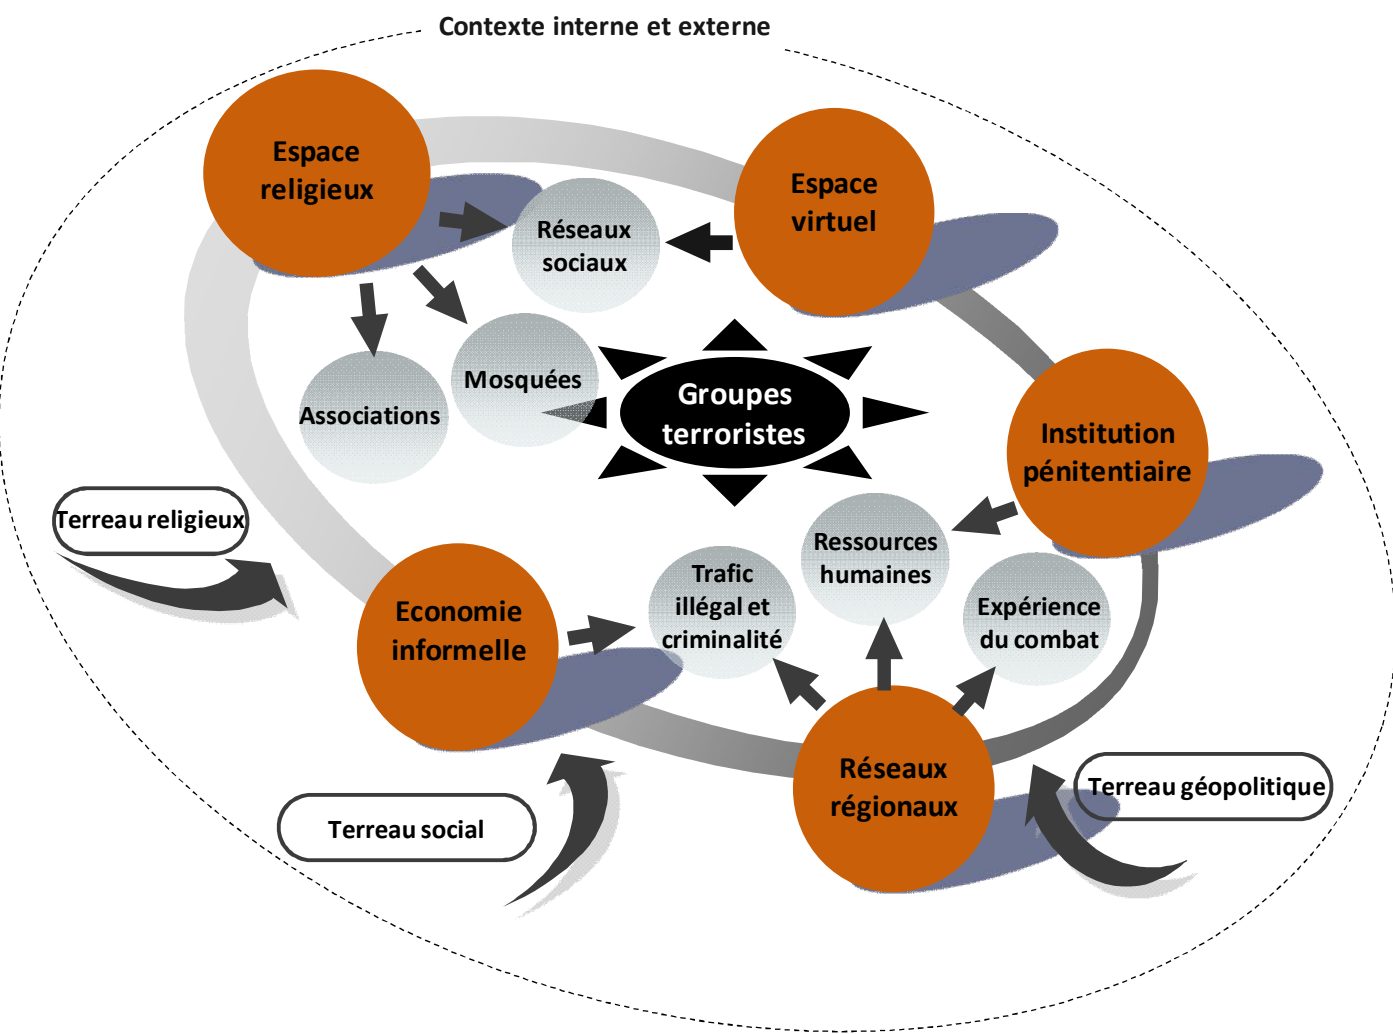 Contexte interne et externe
Espace
religieux
Espace
virtuel
Réseaux
sociaux
Mosquées
Associations
Groupes
terroristes
Institution
pénitentiaire
Terreau religieux
Ressources
humaines
Trafic
illégal et
criminalité
Expérience
du combat
Economie
informelle
Réseaux
régionaux
Terreau géopolitique
Terreau social